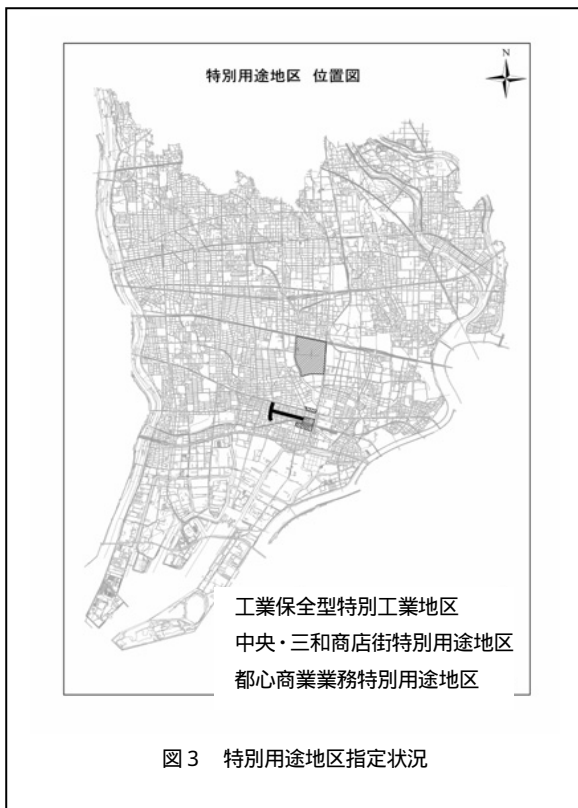 特別用途地区 位置図
N
工業保全型特別工業地区
中央・三和商店街特別用途地区
都心商業業務特別用途地区
図3 特別用途地区指定状況